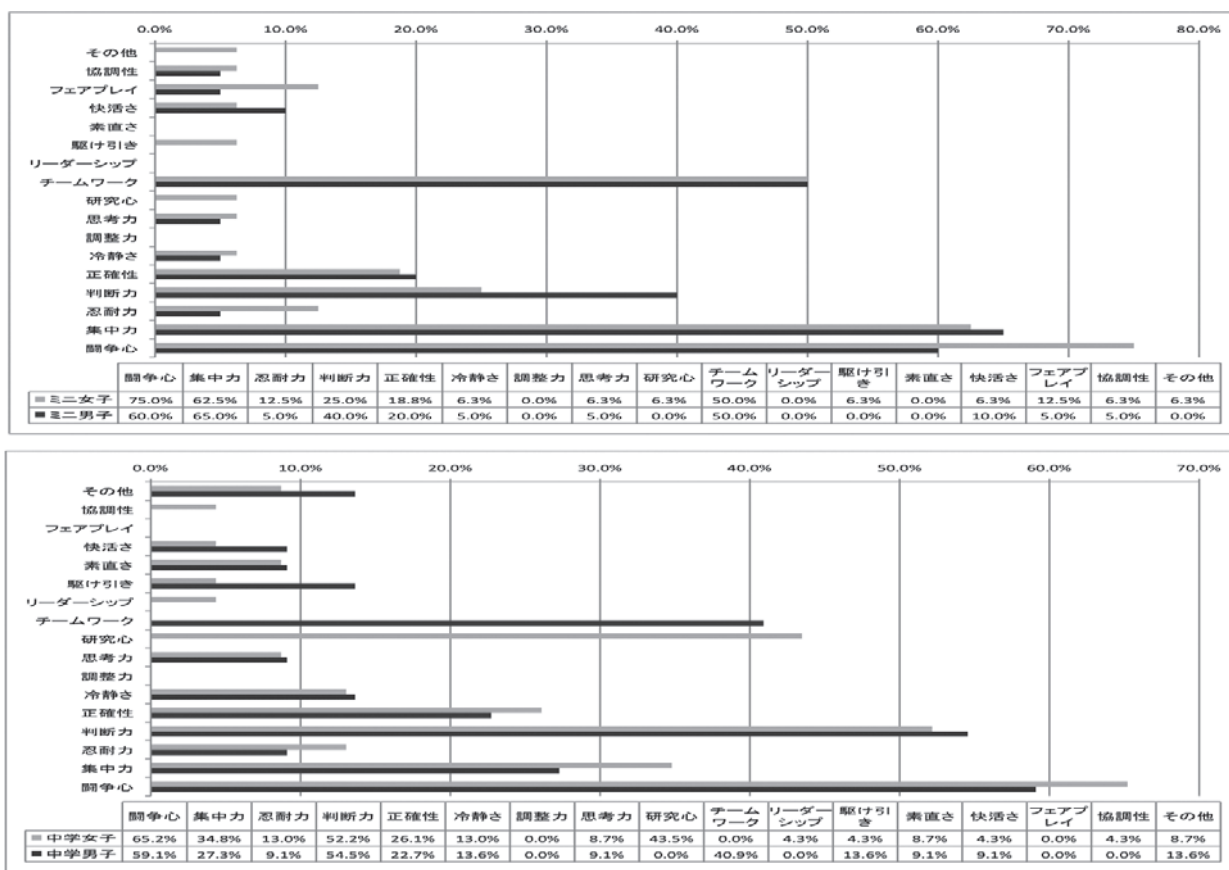 0.0% 10.0% 20.0% 30.0% 40.0% 50.0% 60.0% 70.0% 80.0%
その他
協調性
フェアプレイ
快活さ
素直さ
駆け引き
リーダーシップ
チームワーク
研究心
思考力
調整力
冷静さ
正確性
判断力
忍耐力
集中力
闘争心
闘争心 集中力 忍耐力 判断力 正確性 冷静さ 調整力 思考力 研究心 チーム リーダー 駆け引 素直さ 快活さ フェアプ 協調性 その他
ワーク シップ き レイ
ミニ女子 75.0% 62.5% 12.5% 25.0% 18.8% 6.3% 0.0% 6.3% 6.3% 50.0% 0.0% 6.3% 0.0% 6.3% 12.5% 6.3% 6.3%
ミニ男子 60.0% 65.0% 5.0% 40.0% 20.0% 5.0% 0.0% 5.0% 0.0% 50.0% 0.0% 0.0% 0.0% 10.0% 5.0% 5.0% 0.0%
0.0% 10.0% 20.0% 30.0% 40.0% 50.0% 60.0% 70.0%
その他
協調性
フェアプレイ
快活さ
素直さ
駆け引き
リーダーシップ
チームワーク
研究心
思考力
調整力
冷静さ
正確性
判断力
忍耐力
集中力
闘争心
闘争心 集中力 忍耐力 判断力 正確性 冷静さ 調整力 思考力 研究心 チーム リーダー 駆け引 素直さ 快活さ フェアプ 協調性 その他
ワーク シップ き レイ
中学女子 65.2% 34.8% 13.0% 52.2% 26.1% 13.0% 0.0% 8.7% 43.5% 0.0% 4.3% 4.3% 8.7% 4.3% 0.0% 4.3% 8.7%
中学男子 59.1% 27.3% 9.1% 54.5% 22.7% 13.6% 0.0% 9.1% 0.0% 40.9% 0.0% 13.6% 9.1% 9.1% 0.0% 0.0% 13.6%